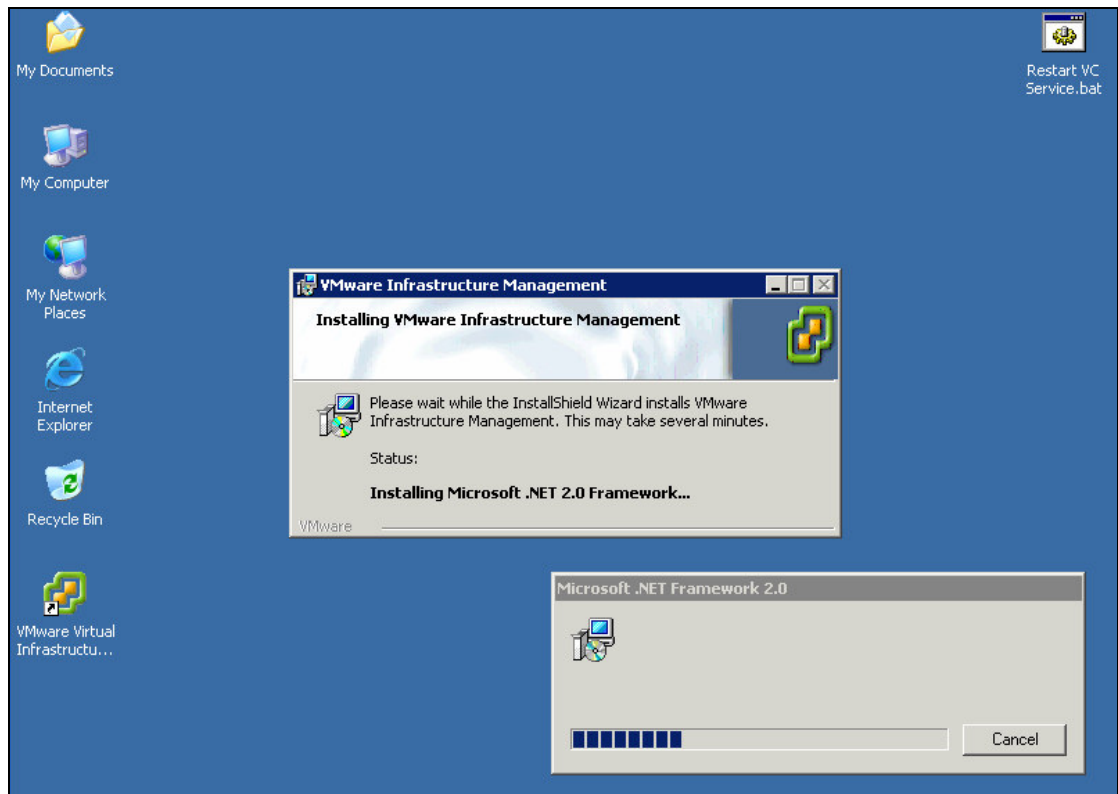 My Documents
Restart VC
Service.bat
My Computer
My Network
Places
Internet
Explorer
Recycle Bin
VMware Virtual
Infrastructu...
VMware Infrastructure Management
Installing VMware Infrastructure Management
Please wait while the InstallShield Wizard installs VMware
Infrastructure Management. This may take several minutes.
Status:
Installing Microsoft .NET 2.0 Framework...
VMware
Microsoft .NET Framework 2.0
Cancel